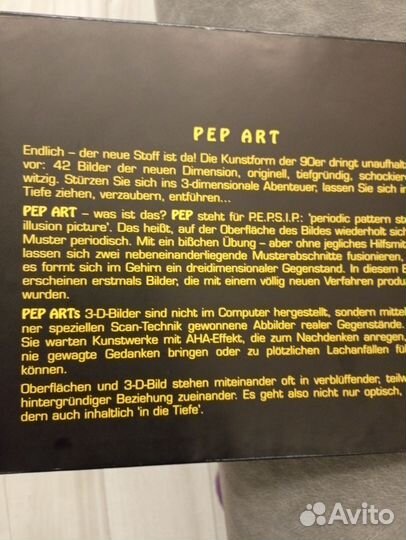 PEP ART
Endlich – der neue Stoff ist da! Die Kunstform der 90er dringt unaufhalt
vor: 42 Bilder der neuen Dimension, originell, tiefgründig, schockier
witzig. Stürzen Sie sich ins 3-dimensionale Abenteuer, lassen Sie sich in
Tiefe ziehen, verzaubern, entführen...
PEP ART – was ist das? PEP steht für P.E.P.S.I.P.: 'periodic pattern st
illusion picture'. Das heißt, auf der Oberfläche des Bildes wiederholt sich
Muster periodisch. Mit ein bißchen Übung – aber ohne jegliches Hilfsmit
lassen sich zwei nebeneinanderliegende Musterabschnitte fusionieren,
es formt sich im Gehirn ein dreidimensionaler Gegenstand. In diesem B
erscheinen erstmals Bilder, die mit einem völlig neuen Verfahren produ
wurden.
PEP ARTs 3-D-Bilder sind nicht im Computer hergestellt, sondern mittel
ner speziellen Scan-Technik gewonnene Abbilder realer Gegenstände.
Sie warten Kunstwerke mit AHA-Effekt, die zum Nachdenken anregen,
nie gewagte Gedanken bringen oder zu plötzlichen Lachanfällen füh
können.
Oberflächen und 3-D-Bild stehen miteinander oft in verblüffender, teilw
hintergründiger Beziehung zueinander. Es geht also nicht nur optisch,
dern auch inhaltlich 'in die Tiefe'.
Avito